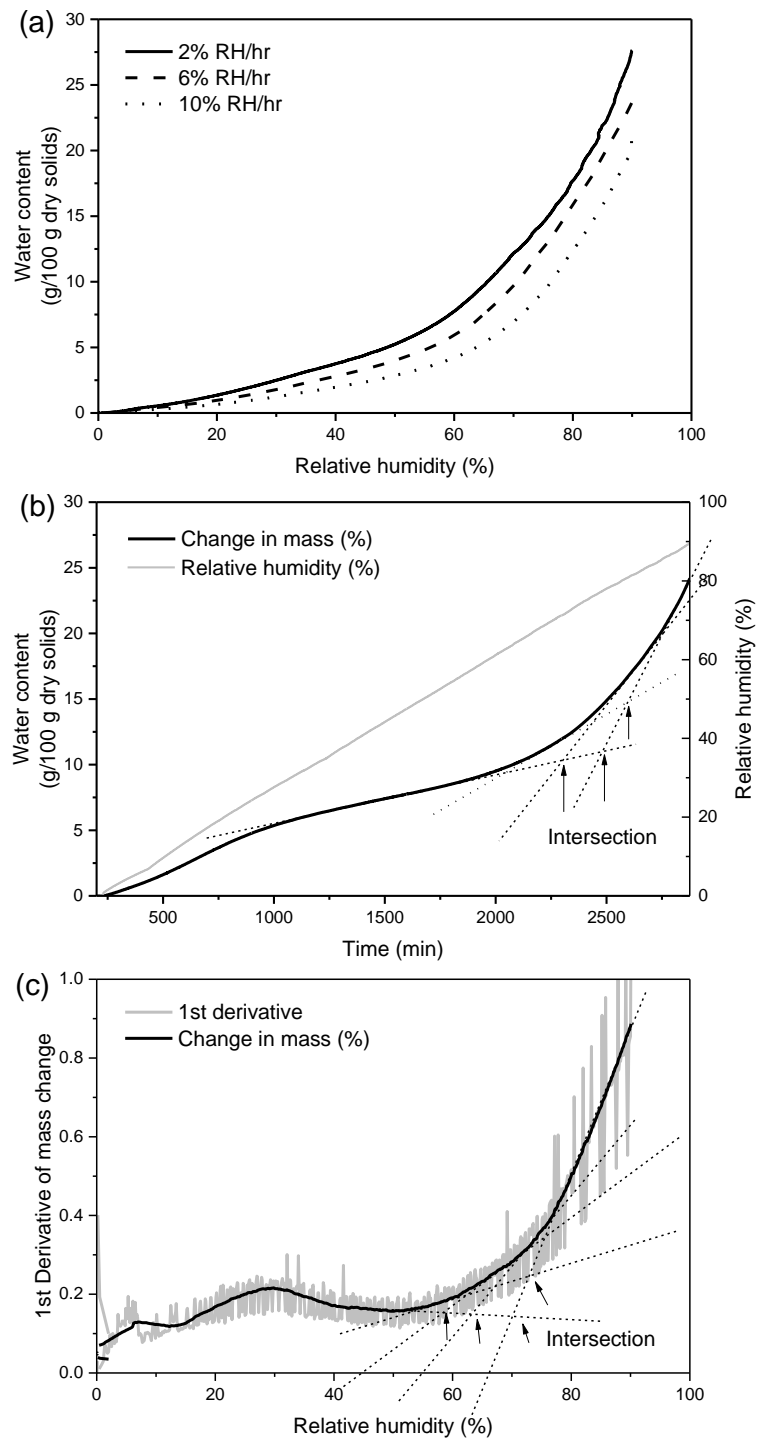 (a)
30
25
20
15
10
5
0
Water content
(g/100 g dry solids)
2% RH/hr
6% RH/hr
10% RH/hr
0 20 40 60 80 100
Relative humidity (%)
(b)
30
25
20
15
10
5
0
Water content
(g/100 g dry solids)
Change in mass (%)
Relative humidity (%)
Intersection
100
80
60
40
20
0
Relative humidity (%)
500 1000 1500 2000 2500
Time (min)
(c)
1.0
0.8
0.6
0.4
0.2
0.0
1st Derivative of mass change
1st derivative
Change in mass (%)
Intersection
0 20 40 60 80 100
Relative humidity (%)